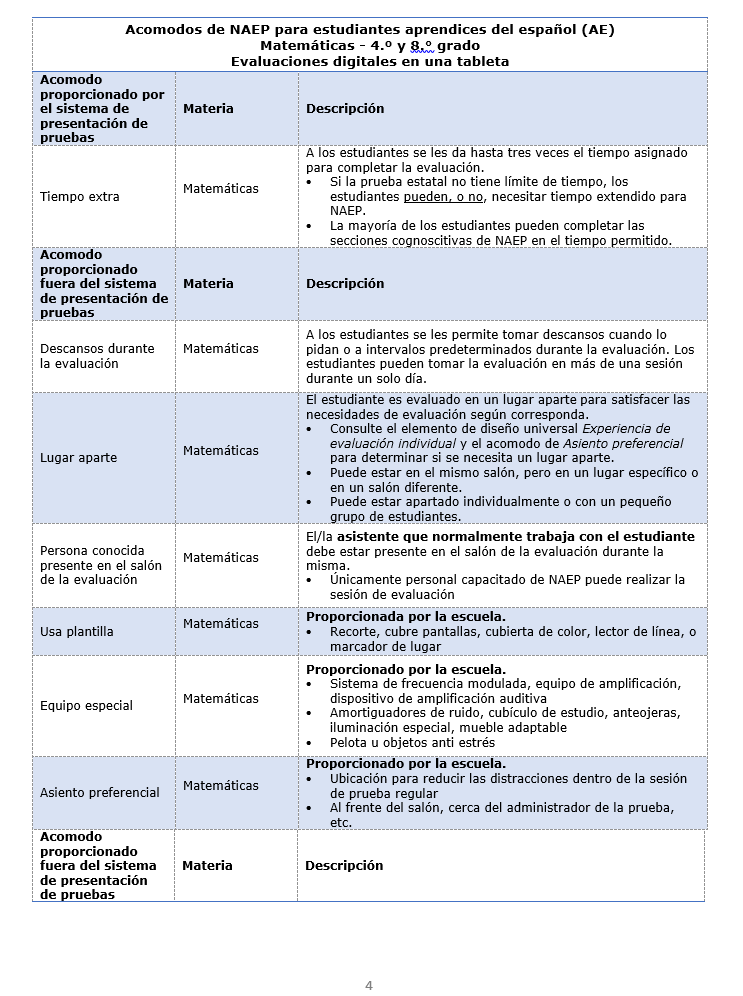 Acomodos de NAEP para estudiantes aprendices del español (AE)
Matemáticas – 4.º y 8.º grado
Evaluaciones digitales en una tableta
Acomodo
proporcionado por
el sistema de
presentación de
pruebas
Materia
Descripción
Tiempo extra
Matemáticas
A los estudiantes se les da hasta tres veces el tiempo asignado
para completar la evaluación.
• Si la prueba estatal no tiene límite de tiempo, los
estudiantes pueden, o no, necesitar tiempo extendido para
NAEP.
• La mayoría de los estudiantes pueden completar las
secciones cognoscitivas de NAEP en el tiempo permitido.
Acomodo
proporcionado
fuera del sistema
de presentación de
pruebas
Materia
Descripción
Descansos durante
la evaluación
Matemáticas
A los estudiantes se les permite tomar descansos cuando lo
pidan o a intervalos predeterminados durante la evaluación. Los
estudiantes pueden tomar la evaluación en más de una sesión
durante un solo día.
Lugar aparte
Matemáticas
El estudiante es evaluado en un lugar aparte para satisfacer las
necesidades de evaluación según corresponda.
• Consulte el elemento de diseño universal Experiencia de
evaluación individual y el acomodo de Asiento preferencial
para determinar si se necesita un lugar aparte.
• Puede estar en el mismo salón, pero en un lugar específico o
en un salón diferente.
• Puede estar apartado individualmente o con un pequeño
grupo de estudiantes.
Persona conocida
presente en el salón
de la evaluación
Matemáticas
El/la asistente que normalmente trabaja con el estudiante
debe estar presente en el salón de la evaluación durante la
misma.
• Únicamente personal capacitado de NAEP puede realizar la
sesión de evaluación
Usa plantilla
Matemáticas
Proporcionada por la escuela.
• Recorte, cubre pantallas, cubierta de color, lector de línea, o
marcador de lugar
Equipo especial
Matemáticas
Proporcionado por la escuela.
• Sistema de frecuencia modulada, equipo de amplificación,
dispositivo de amplificación auditiva
• Amortiguadores de ruido, cubículo de estudio, anteojeras,
iluminación especial, mueble adaptable
• Pelota u objetos anti estrés
Asiento preferencial
Matemáticas
Proporcionado por la escuela.
• Ubicación para reducir las distracciones dentro de la sesión
de prueba regular
• Al frente del salón, cerca del administrador de la prueba,
etc.
Acomodo
proporcionado
fuera del sistema
de presentación
de pruebas
Materia
Descripción
4